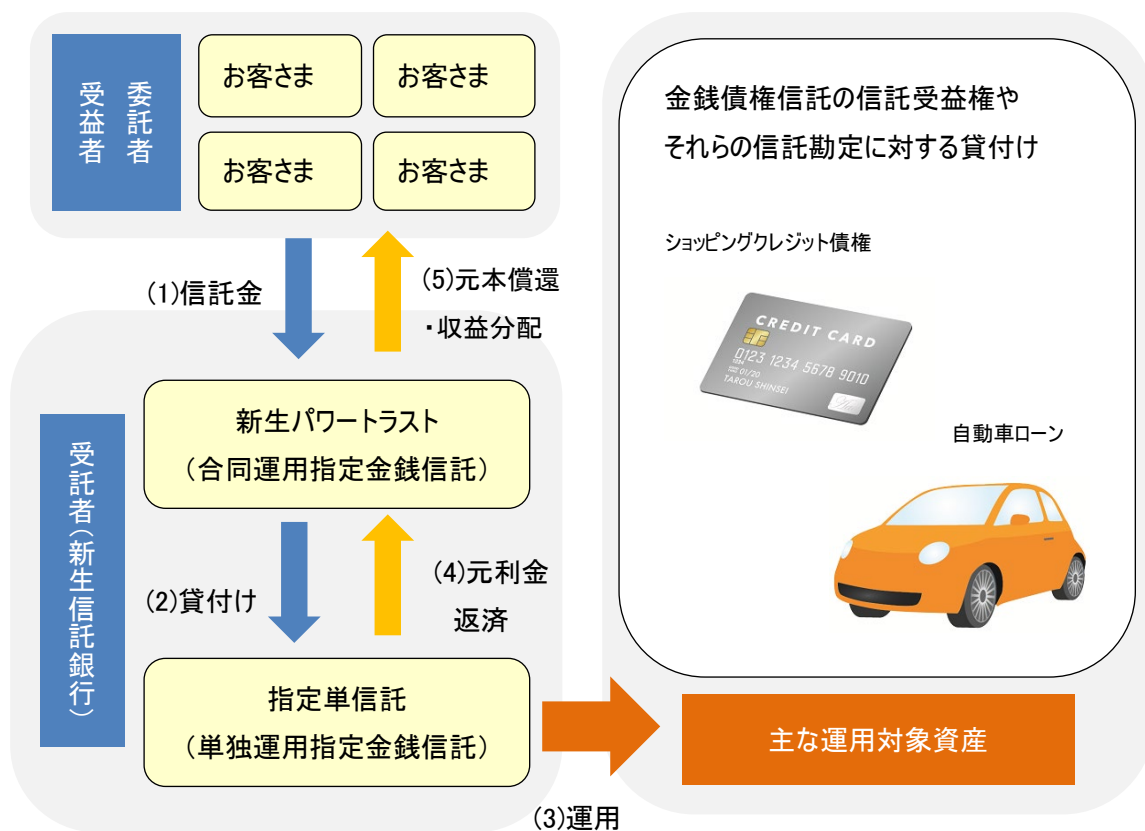 委託者
受益者
お客さま
お客さま
お客さま
お客さま
(1)信託金
(5)元本償還
・収益分配
受託者(新生信託銀行)
新生パワートラスト
(合同運用指定金銭信託)
(2)貸付け
(4)元利金
返済
指定単信託
(単独運用指定金銭信託)
(3)運用
金銭債権信託の信託受益権や
それらの信託勘定に対する貸付け
ショッピングクレジット債権
CREDIT CARD
0123 1234 5678 9010
01/20
TAROU SHINSEI
自動車ローン
主な運用対象資産